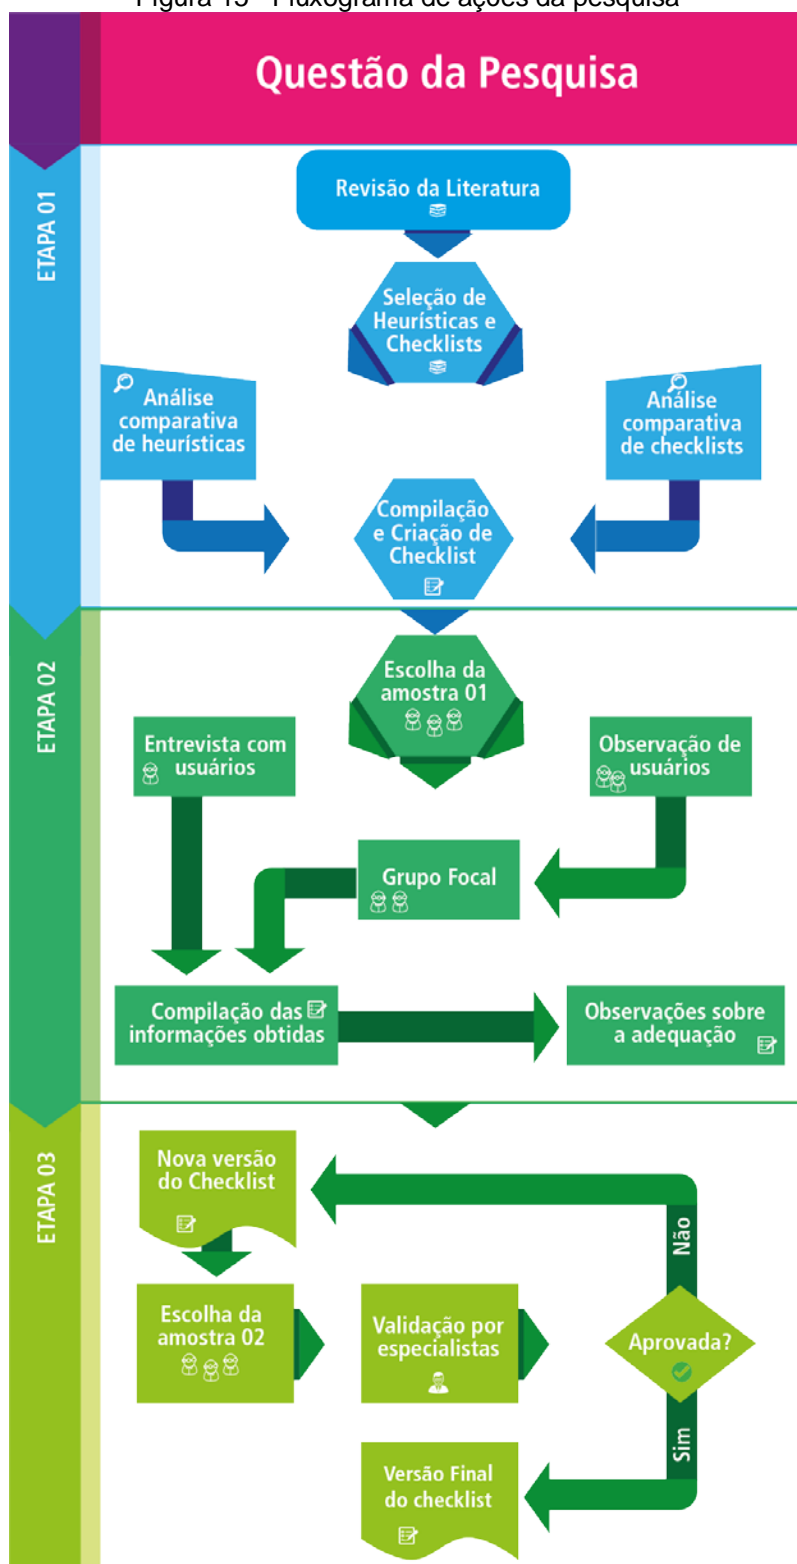 Figura 15 - Fluxograma de ações da pesquisa
Questão da Pesquisa
ETAPA 01
Revisão da Literatura
Seleção de
Heurísticas e
Checklists
Análise
comparativa
de heurísticas
Análise
comparativa
de checklists
Compilação
e Criação de
Checklist
ETAPA 02
Escolha da
amostra 01
Entrevista com
usuários
Observação de
usuários
Grupo Focal
Compilação das
informações obtidas
Observações sobre
a adequação
ETAPA 03
Nova versão
do Checklist
Não
Escolha da
amostra 02
Validação por
especialistas
Aprovada?
Sim
Versão Final
do checklist